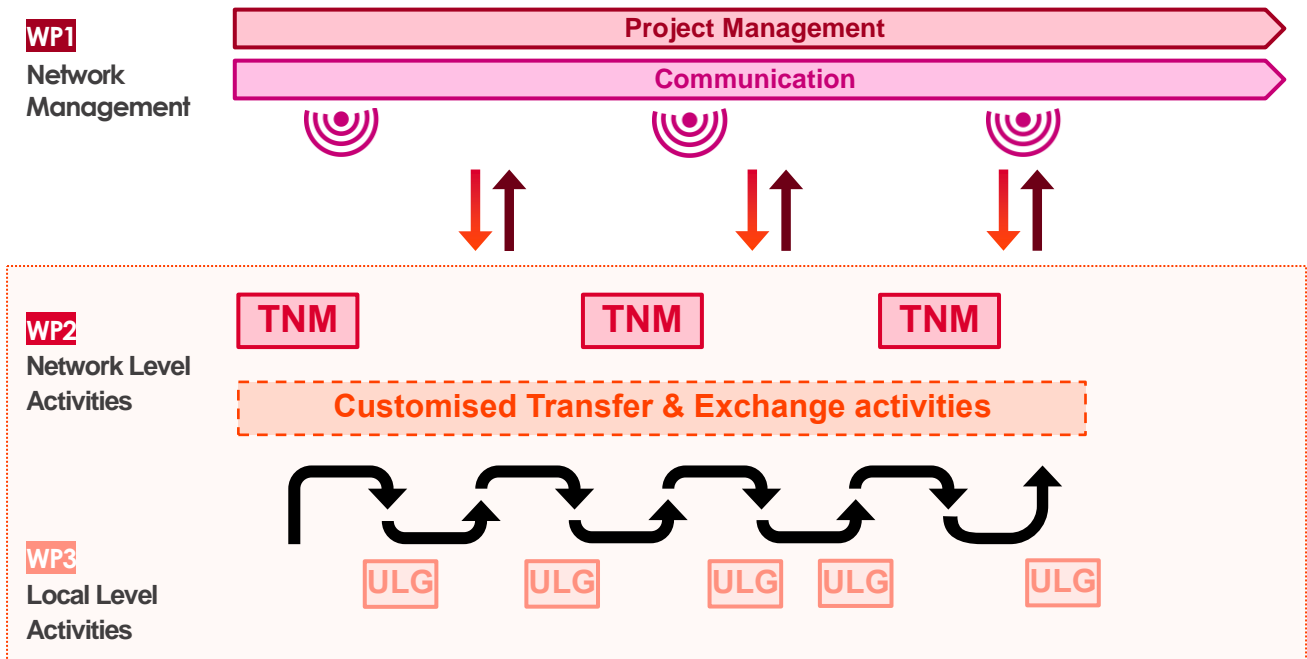 WP1
Network
Management
Project Management
Communication
WP2
Network Level
Activities
TNM
TNM
TNM
Customised Transfer & Exchange activities
WP3
Local Level
Activities
ULG
ULG
ULG
ULG
ULG